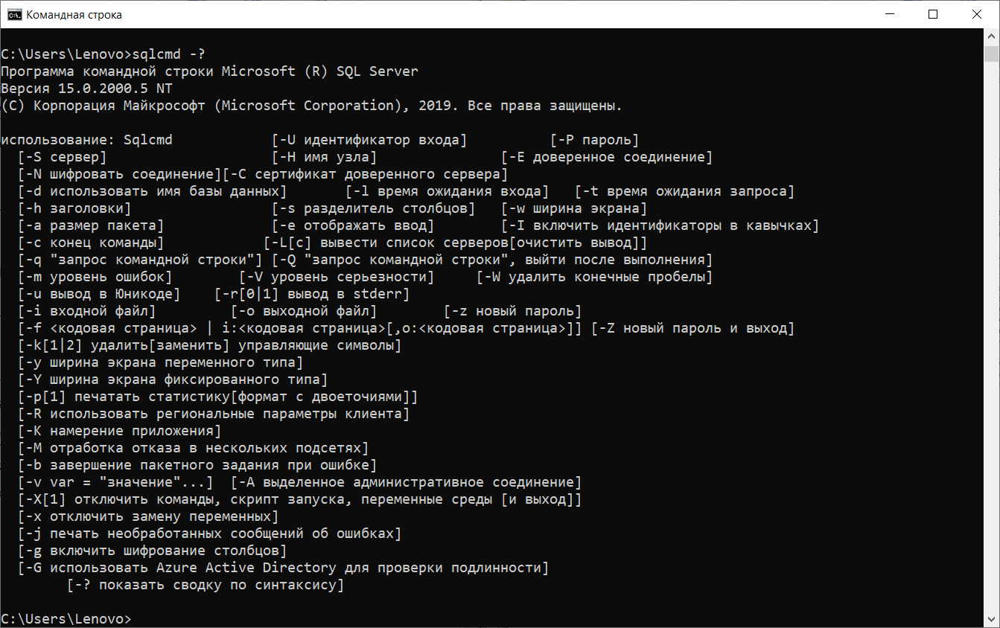 Командная строка
C:\Users\Lenovo>sqlcmd -?
Программа командной строки Microsoft (R) SQL Server
Версия 15.0.2000.5 NT
(C) Корпорация Майкрософт (Microsoft Corporation), 2019. Все права защищены.
использование: Sqlcmd            [-U идентификатор входа]          [-P пароль]
  [-S сервер]                    [-H имя узла]               [-E доверенное соединение]
  [-N шифровать соединение][-C сертификат доверенного сервера]
  [-d использовать имя базы данных]       [-l время ожидания входа]   [-t время ожидания запроса]
  [-h заголовки]                 [-s разделитель столбцов]   [-w ширина экрана]
  [-a размер пакета]             [-e отображать ввод]        [-I включить идентификаторы в кавычках]
  [-c конец команды]            [-L[c] вывести список серверов[очистить вывод]]
  [-q "запрос командной строки"] [-Q "запрос командной строки", выйти после выполнения]
  [-m уровень ошибок]        [-V уровень серьезности]     [-W удалить конечные пробелы]
  [-u вывод в Юникоде]    [-r[0|1] вывод в stderr]
  [-i входной файл]         [-o выходной файл]        [-z новый пароль]
  [-f <кодовая страница> | i:<кодовая страница>[,o:<кодовая страница>]] [-Z новый пароль и выход]
  [-k[1|2] удалить[заменить] управляющие символы]
  [-y ширина экрана переменного типа]
  [-Y ширина экрана фиксированного типа]
  [-p[1] печатать статистику[формат с двоеточиями]]
  [-R использовать региональные параметры клиента]
  [-K намерение приложения]
  [-M отработка отказа в нескольких подсетях]
  [-b завершение пакетного задания при ошибке]
  [-v var = "значение"...]  [-A выделенное административное соединение]
  [-X[1] отключить команды, скрипт запуска, переменные среды [и выход]]
  [-x отключить замену переменных]
  [-j печать необработанных сообщений об ошибках]
  [-g включить шифрование столбцов]
  [-G использовать Azure Active Directory для проверки подлинности]
        [-? показать сводку по синтаксису]
C:\Users\Lenovo>